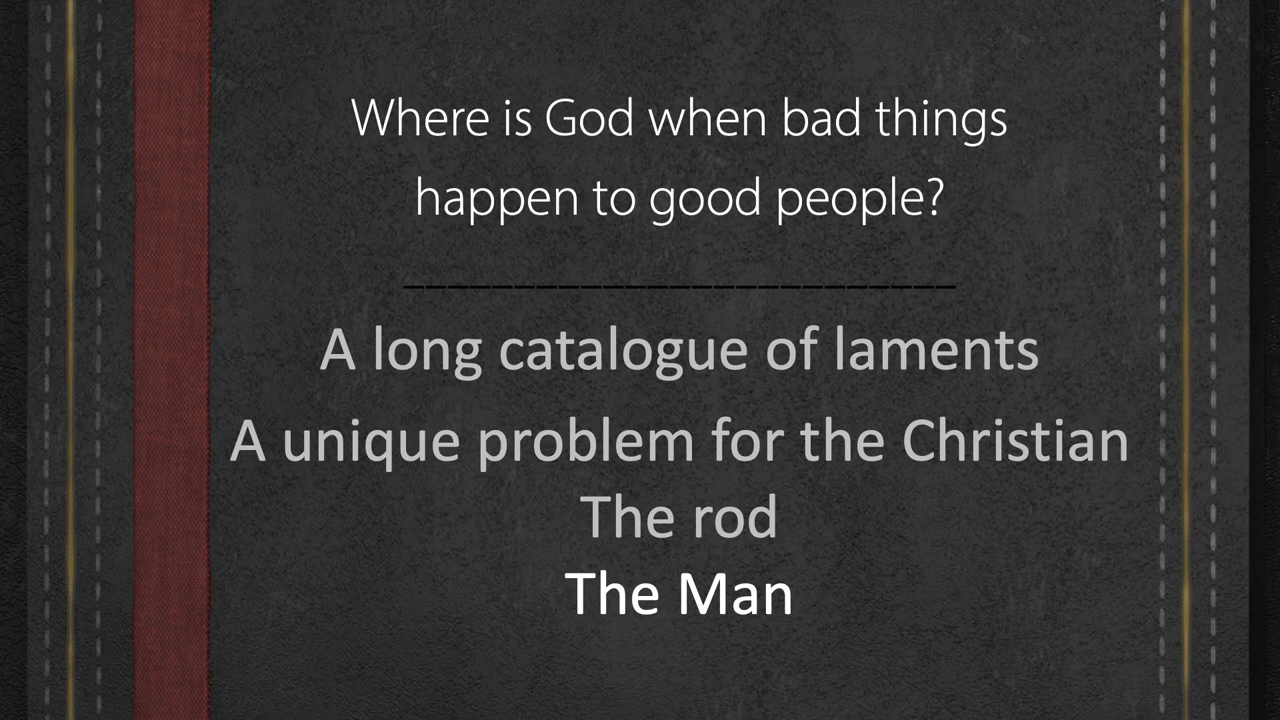 Where is God when bad things
happen to good people?
A long catalogue of laments
A unique problem for the Christian
The rod
The Man